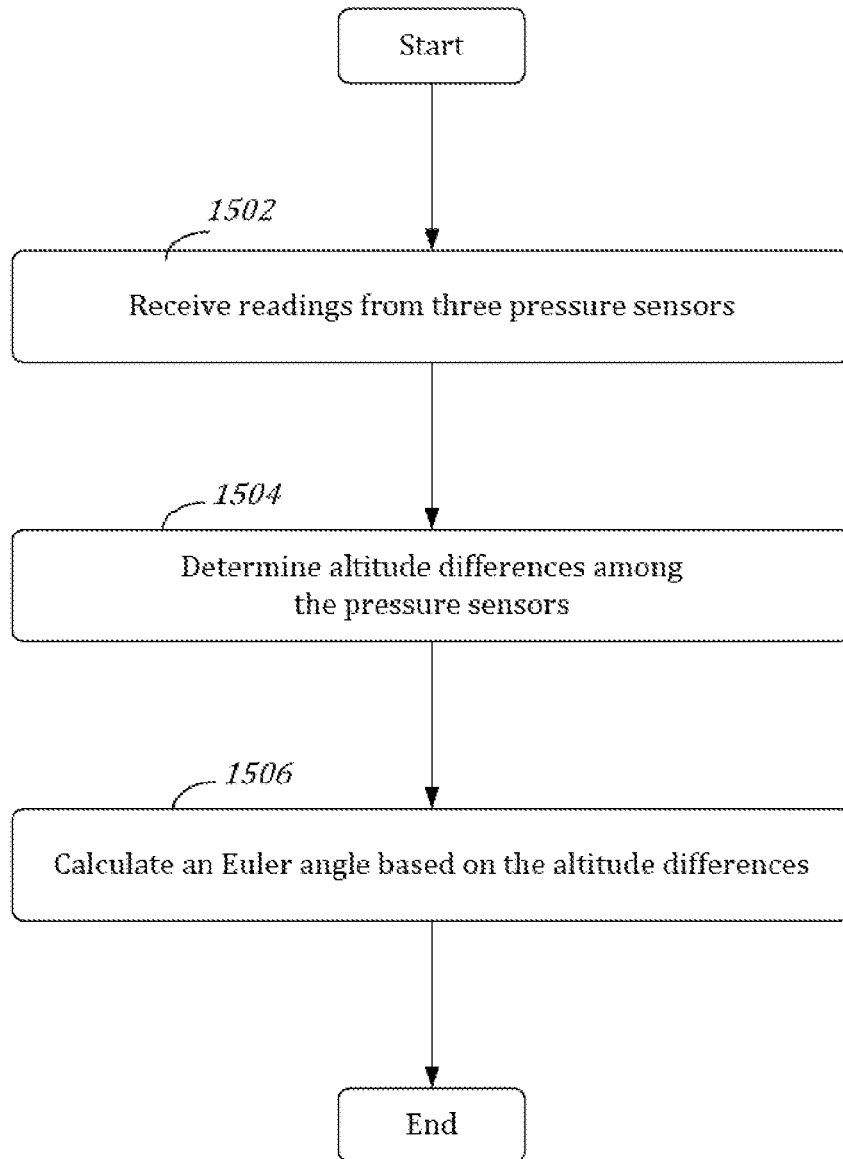 Start
1502
Receive readings from three pressure sensors
1504
Determine altitude differences among
the pressure sensors
1506
Calculate an Euler angle based on the altitude differences
End